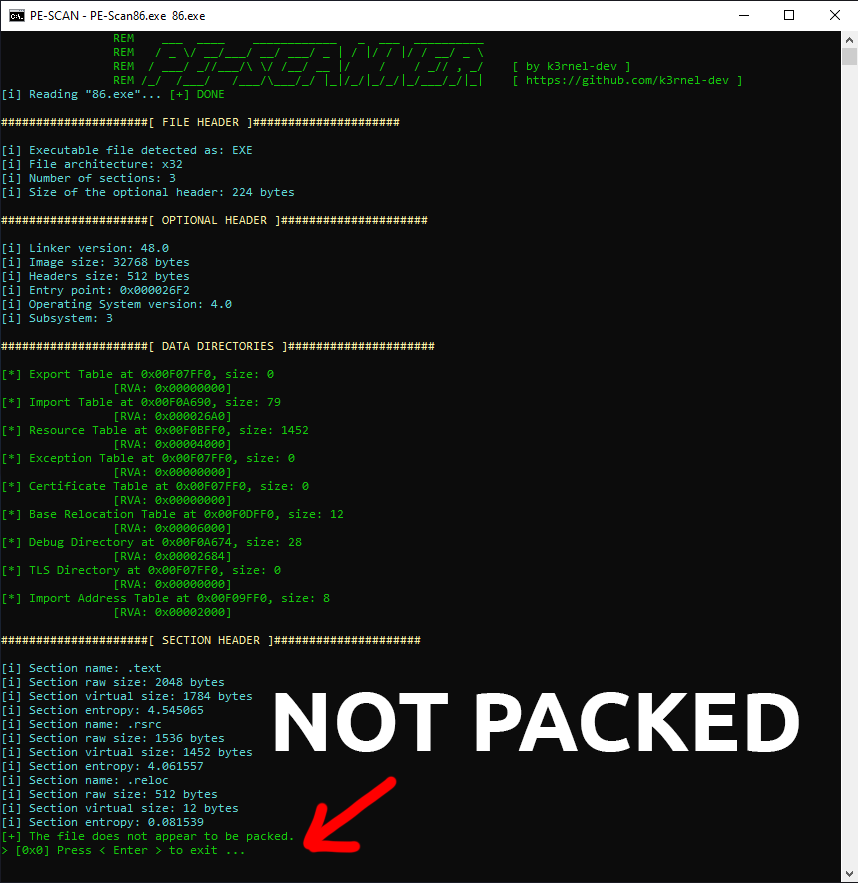 PE-SCAN - PE-Scan86.exe 86.exe
REM
REM
REM [ by k3rnel-dev ]
REM [ https://github.com/k3rnel-dev ]
PE-SCANNER
[i] Reading "86.exe"... [+] DONE
#####################[ FILE HEADER ]#####################
[i] Executable file detected as: EXE
[i] File architecture: x32
[i] Number of sections: 3
[i] Size of the optional header: 224 bytes
#####################[ OPTIONAL HEADER ]#####################
[i] Linker version: 48.0
[i] Image size: 32768 bytes
[i] Headers size: 512 bytes
[i] Entry point: 0x000026F2
[i] Operating System version: 4.0
[i] Subsystem: 3
#####################[ DATA DIRECTORIES ]#####################
[*] Export Table at 0x00F07FF0, size: 0
[RVA: 0x00000000]
[*] Import Table at 0x00F0A690, size: 79
[RVA: 0x000026A0]
[*] Resource Table at 0x00F0BFF0, size: 1452
[RVA: 0x00004000]
[*] Exception Table at 0x00F07FF0, size: 0
[RVA: 0x00000000]
[*] Certificate Table at 0x00F07FF0, size: 0
[RVA: 0x00000000]
[*] Base Relocation Table at 0x00F0DFF0, size: 12
[RVA: 0x00006000]
[*] Debug Directory at 0x00F0A674, size: 28
[RVA: 0x00002684]
[*] TLS Directory at 0x00F07FF0, size: 0
[RVA: 0x00000000]
[*] Import Address Table at 0x00F09FF0, size: 8
[RVA: 0x00002000]
#####################[ SECTION HEADER ]#####################
[i] Section name: .text
[i] Section raw size: 2048 bytes
[i] Section virtual size: 1784 bytes
[i] Section entropy: 4.545065
[i] Section name: .rsrc
[i] Section raw size: 1536 bytes
[i] Section virtual size: 1452 bytes
[i] Section entropy: 4.061557
[i] Section name: .reloc
[i] Section raw size: 512 bytes
[i] Section virtual size: 12 bytes
[i] Section entropy: 0.081539
[+] The file does not appear to be packed.
> [0x0] Press < Enter > to exit ...
NOT PACKED